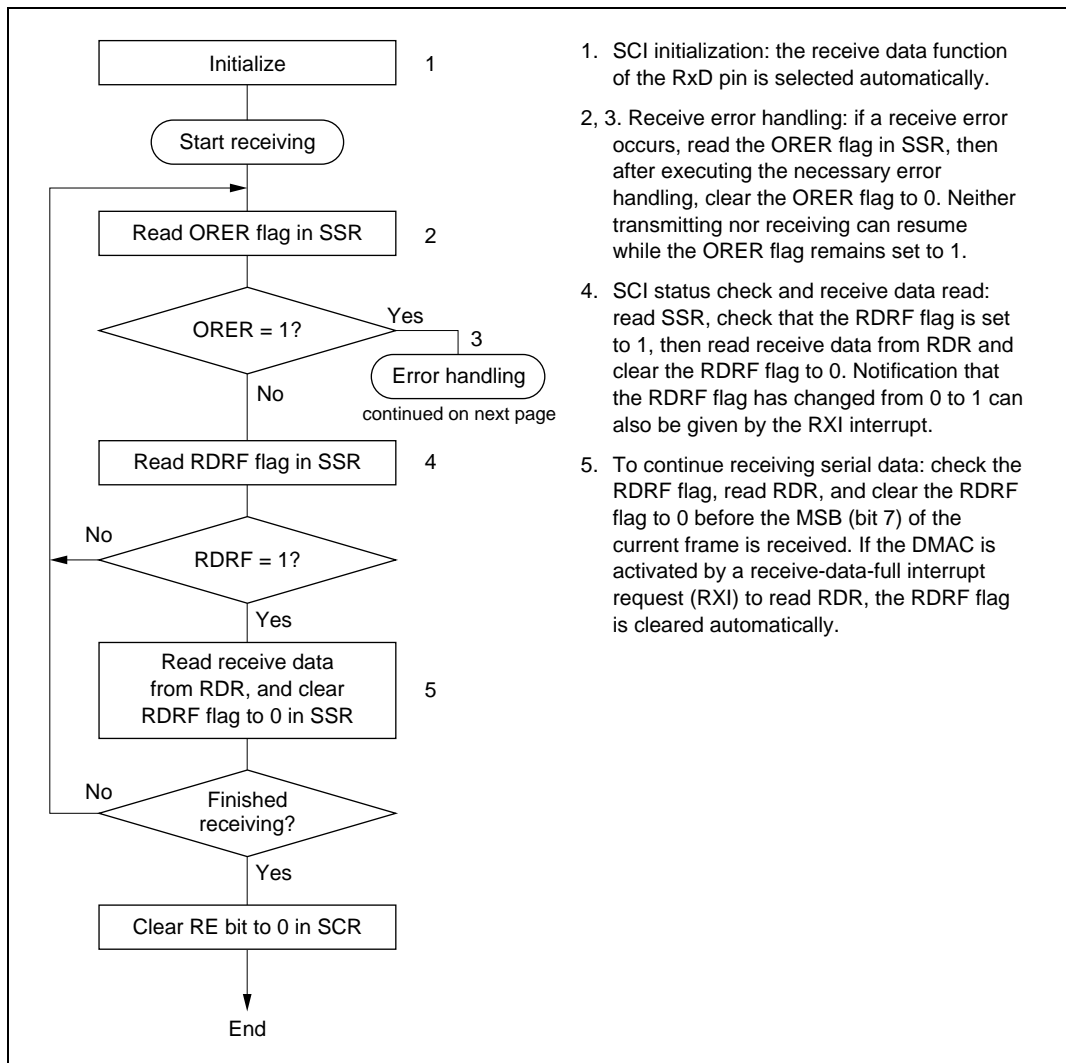 Initialize
1
Start receiving
Read ORER flag in SSR
2
ORER = 1?
Yes
3
Error handling
continued on next page
No
Read RDRF flag in SSR
4
No
RDRF = 1?
Yes
Read receive data
from RDR, and clear
RDRF flag to 0 in SSR
5
No
Finished
receiving?
Yes
Clear RE bit to 0 in SCR
End
1. SCI initialization: the receive data function
of the RxD pin is selected automatically.
2, 3. Receive error handling: if a receive error
occurs, read the ORER flag in SSR, then
after executing the necessary error
handling, clear the ORER flag to 0. Neither
transmitting nor receiving can resume
while the ORER flag remains set to 1.
4. SCI status check and receive data read:
read SSR, check that the RDRF flag is set
to 1, then read receive data from RDR and
clear the RDRF flag to 0. Notification that
the RDRF flag has changed from 0 to 1 can
also be given by the RXI interrupt.
5. To continue receiving serial data: check the
RDRF flag, read RDR, and clear the RDRF
flag to 0 before the MSB (bit 7) of the
current frame is received. If the DMAC is
activated by a receive-data-full interrupt
request (RXI) to read RDR, the RDRF flag
is cleared automatically.